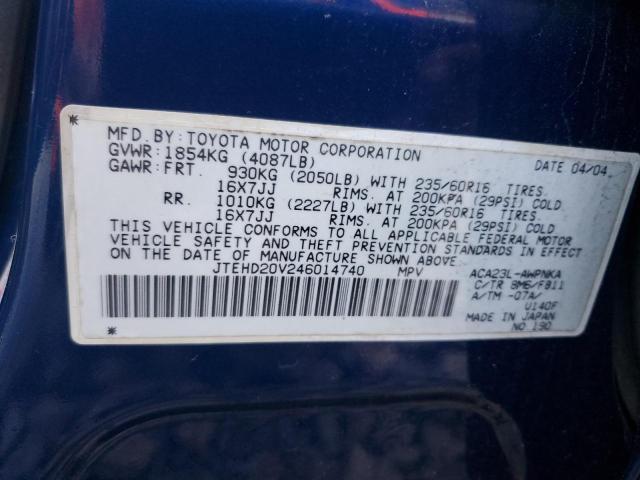 MFD. BY: TOYOTA MOTOR CORPORATION DATE 04/04
GVWR: 1854KG (4087LB)
GAWR: FRT. 930KG (2050LB) WITH 235/60R16 TIRES
16X7JJ RIMS. AT 200KPA (29PSI) COLD
RR. 1010KG (2227LB) WITH 235/60R16 TIRES
16X7JJ RIMS. AT 200KPA (29PSI) COLD
THIS VEHICLE CONFORMS TO ALL APPLICABLE FEDERAL MOTOR
VEHICLE SAFETY AND THEFT PREVENTION STANDARDS IN EFFECT
ON THE DATE OF MANUFACTURE SHOWN ABOVE.
JTEHD20V246014740 MPV ACA23L-AWPNKA
C/TR 8M6/FB11
A/TM -07A/
U140F
MADE IN JAPAN
NO. 190